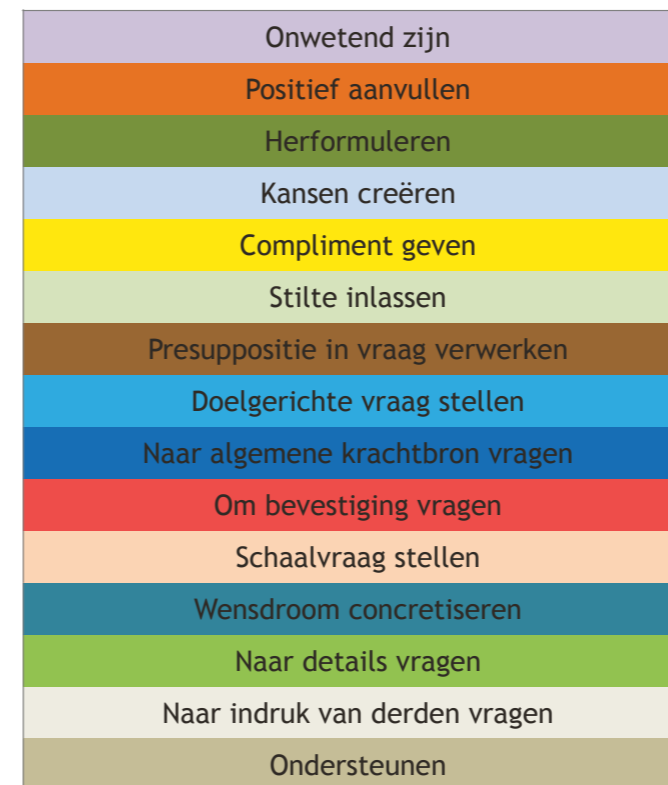 Onwetend zijn
Positief aanvullen
Herformuleren
Kansen creëren
Compliment geven
Stilte inlassen
Presuppositie in vraag verwerken
Doelgerichte vraag stellen
Naar algemene krachtbron vragen
Om bevestiging vragen
Schaalvraag stellen
Wensdroom concretiseren
Naar details vragen
Naar indruk van derden vragen
Ondersteunen